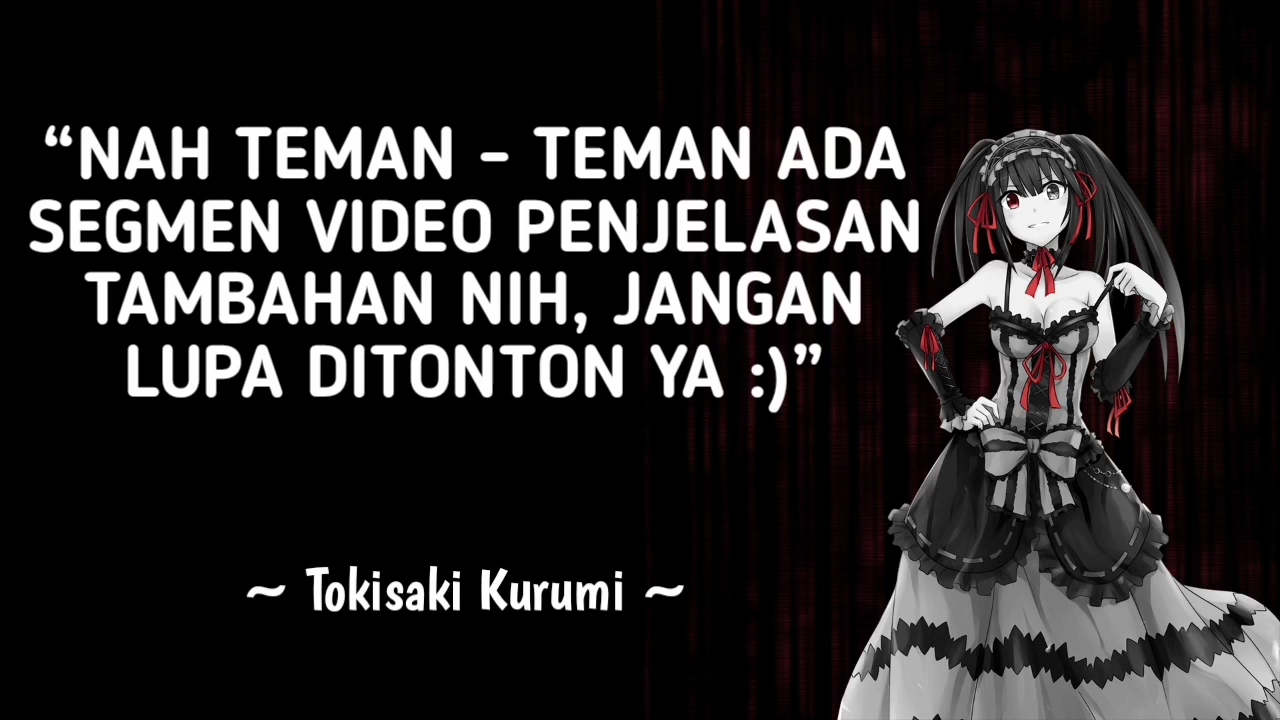 “NAH TEMAN - TEMAN ADA
SEGMEN VIDEO PENJELASAN
TAMBAHAN NIH, JANGAN
LUPA DITONTON YA :)”
~ Tokisaki Kurumi ~